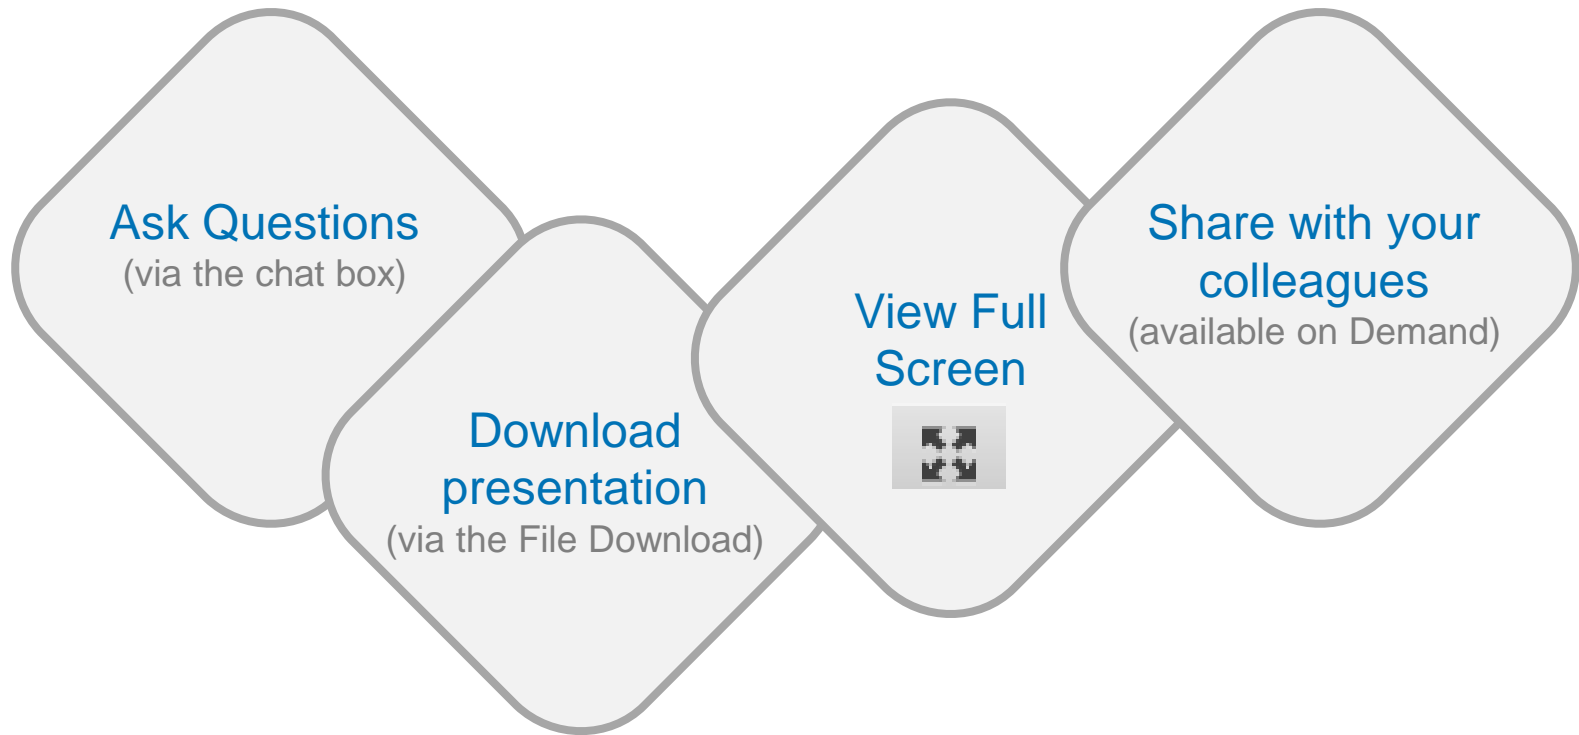 Ask Questions
(via the chat box)
Download
presentation
(via the File Download)
View Full
Screen
Share with your
colleagues
(available on Demand)